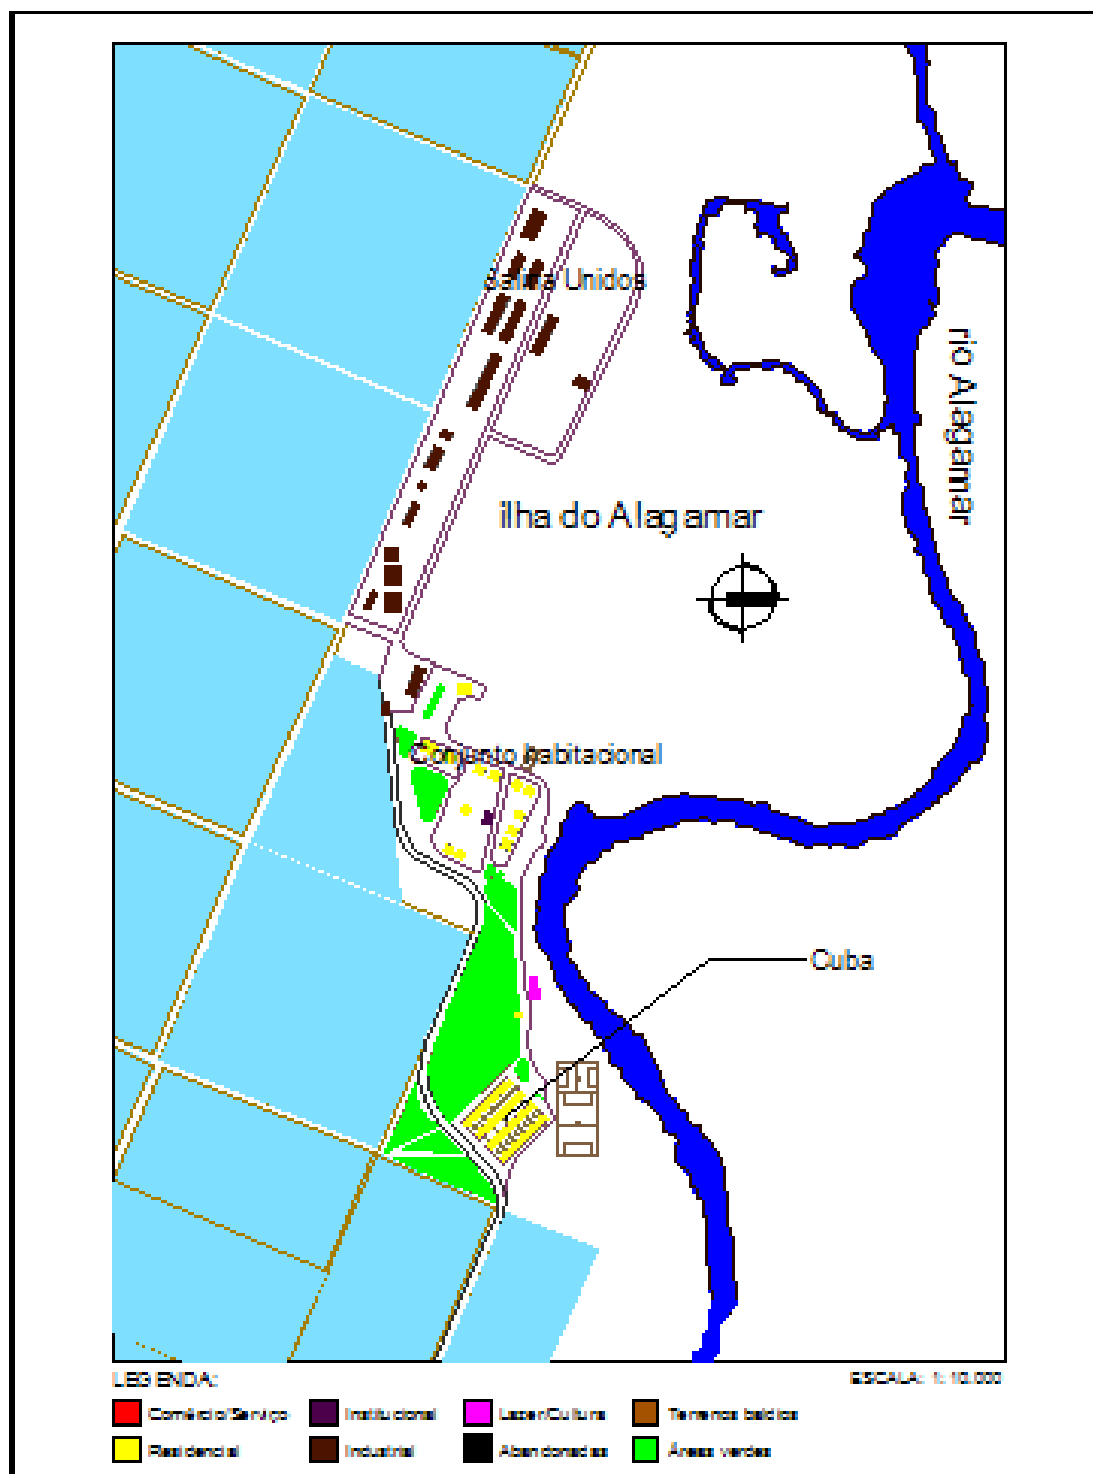 Salina Unidos
rio Alagamar
ilha do Alagamar
Conjunto habitacional
Cuba
LEGENDA:
ESCALA: 1: 10.000
Comércio/Serviço
Institucional
Lazer/Cultura
Terrenos baldios
Residencial
Industrial
Abandonadas
Áreas verdes